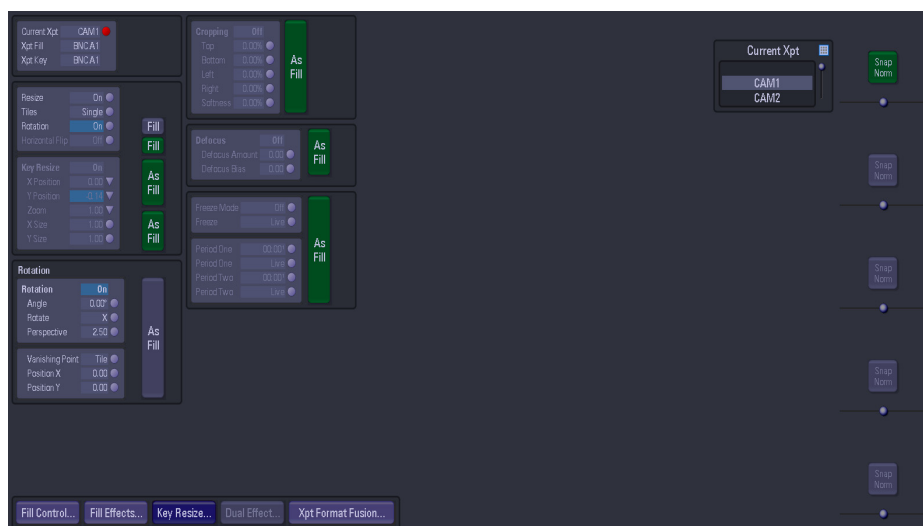 Current Xpt CAM1
Xpt Fill BNCA1
Xpt Key BNCA1
Resize On
Tiles Single
Rotation On
Horizontal Flip Off
Fill
Fill
Key Resize On
X Position 0.00
Y Position -0.14
Zoom 1.00
X Size 1.00
Y Size 1.00
As
Fill
As
Fill
Rotation
Rotation On
Angle 0.00°
Rotate X
Perspective 2.50
Vanishing Point Tile
Position X 0.00
Position Y 0.00
As
Fill
Cropping Off
Top 0.00%
Bottom 0.00%
Left 0.00%
Right 0.00%
Softness 0.00%
As
Fill
Defocus Off
Defocus Amount 0.00
Defocus Bias 0.00
As
Fill
Freeze Mode Off
Freeze Live
Period One 00:00*
Period One Live
Period Two 00:00*
Period Two Live
As
Fill
Current Xpt
CAM1
CAM2
Snap
Norm
Snap
Norm
Snap
Norm
Snap
Norm
Snap
Norm
Fill Control... Fill Effects... Key Resize... Dual Effect... Xpt Format Fusion...